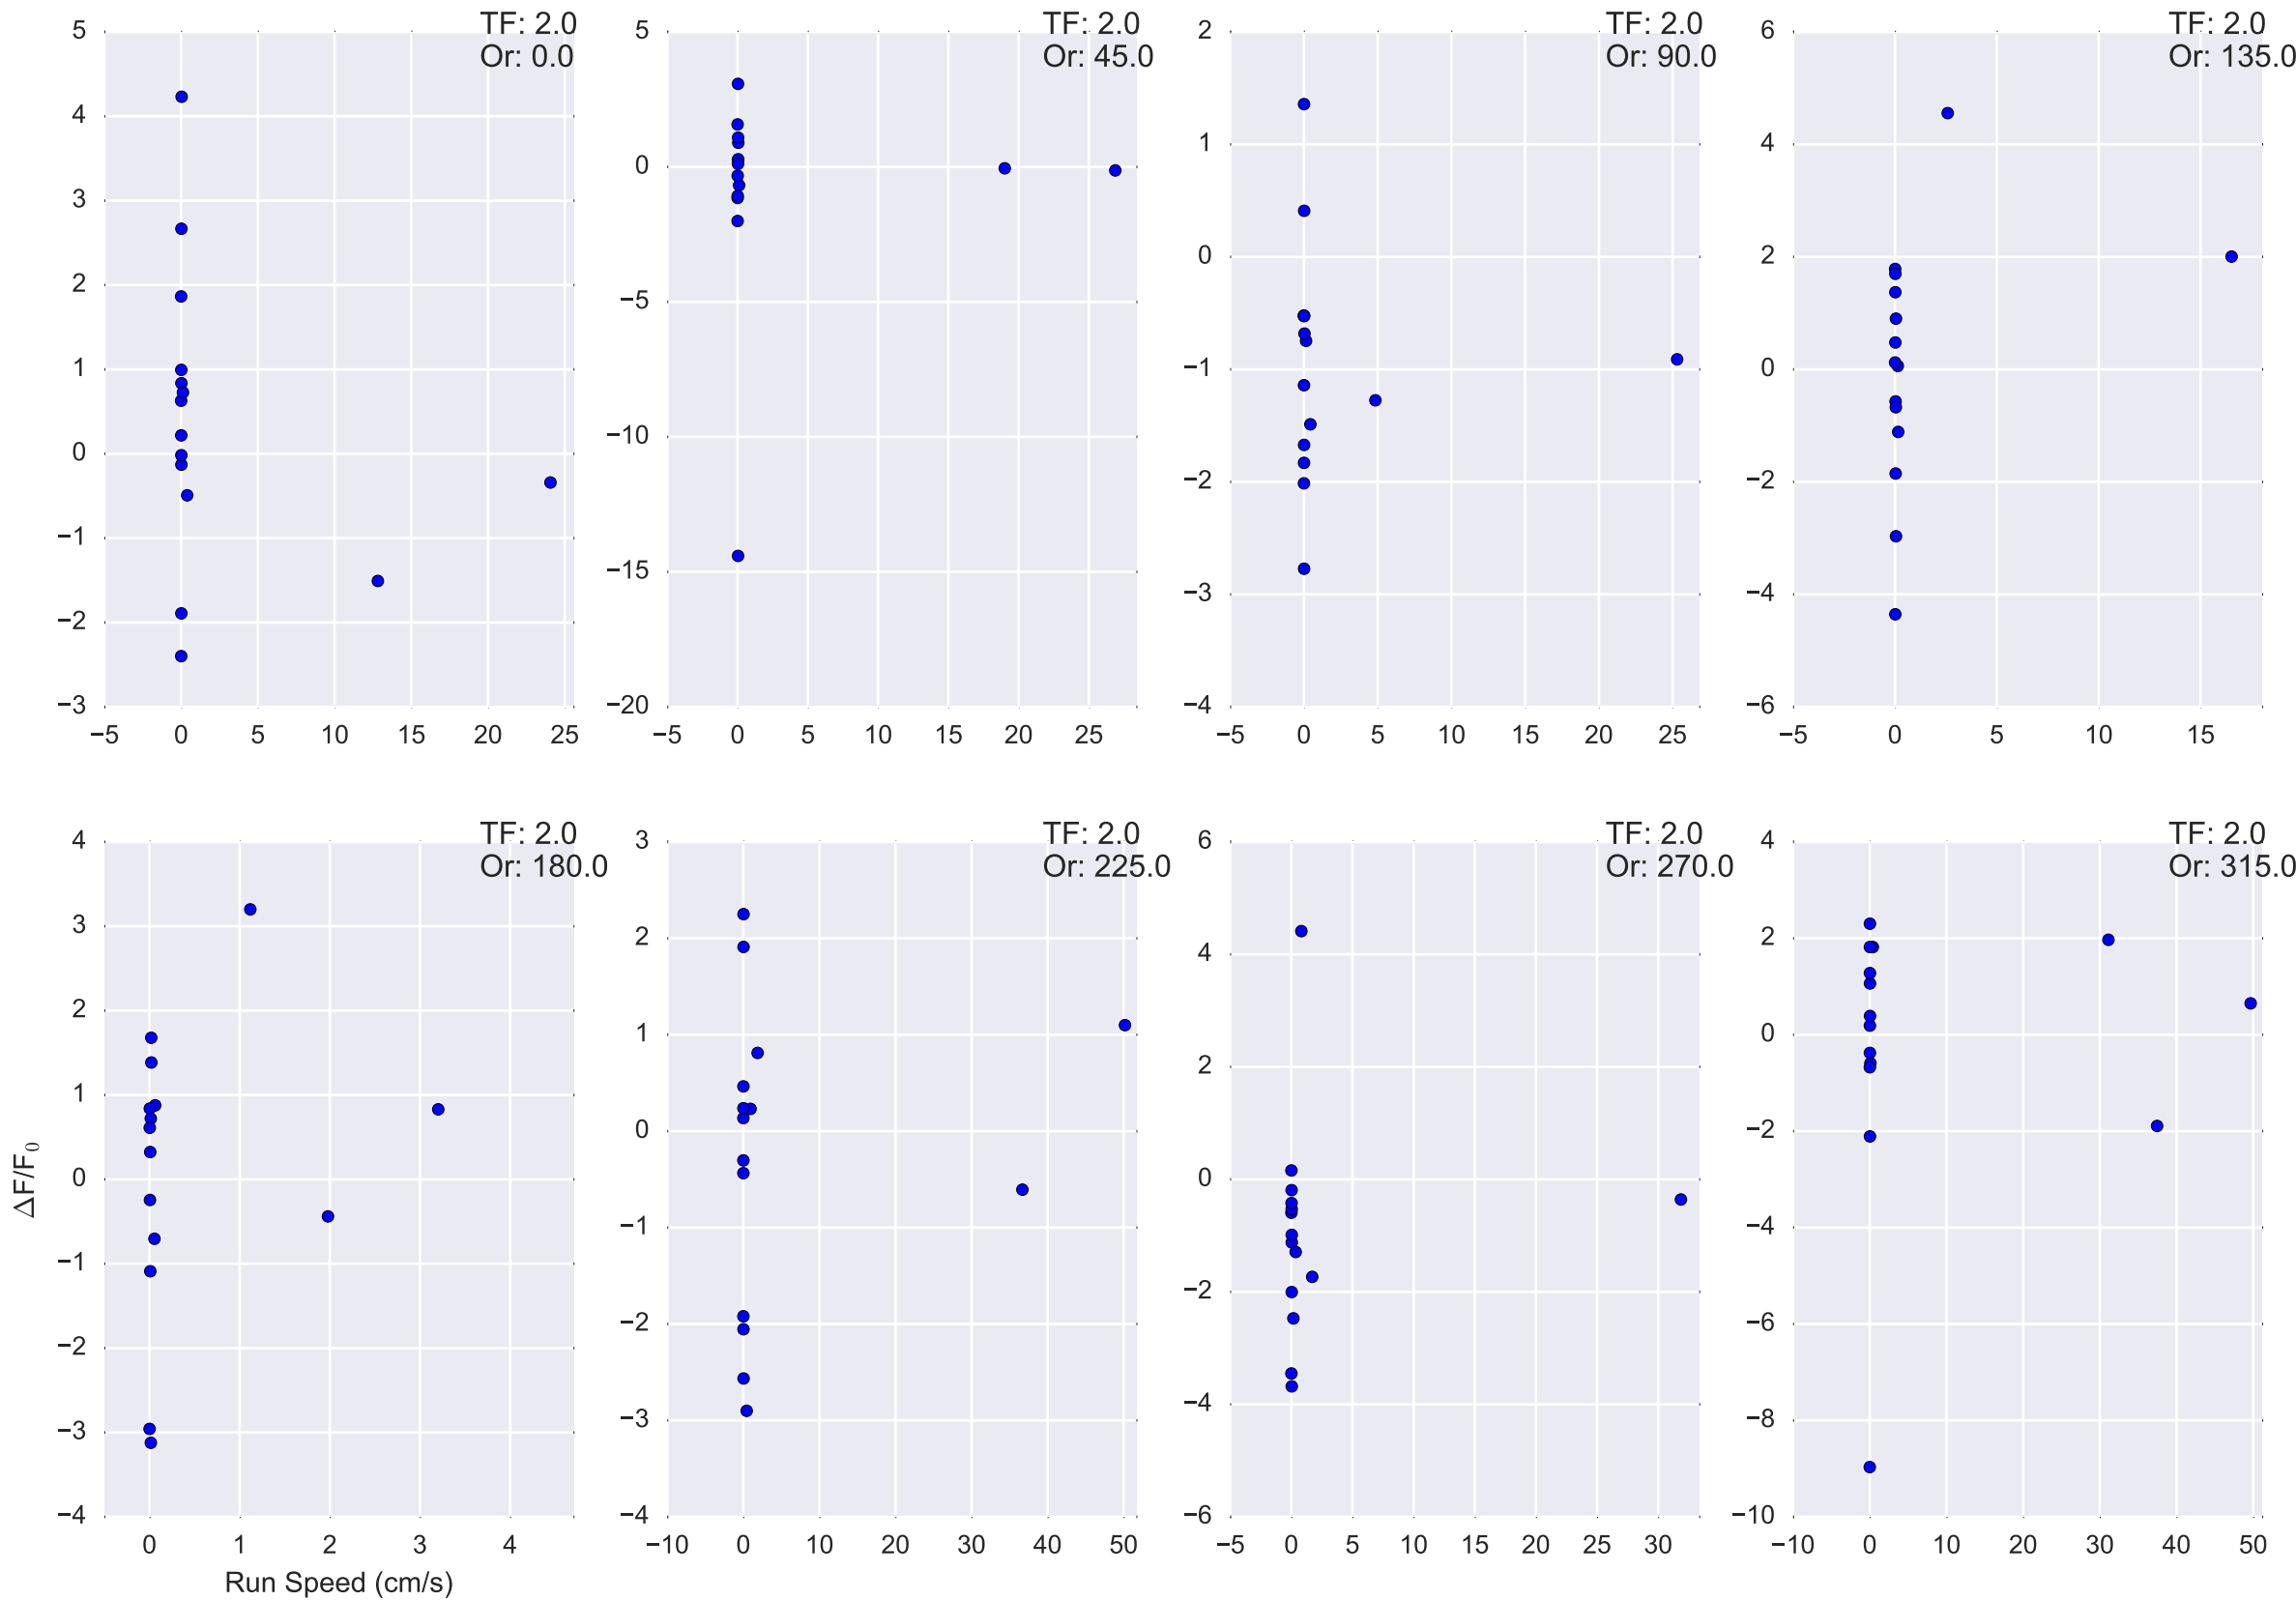 TF: 2.0
Or: 0.0
5
4
3
2
1
0
−1
−2
−3
−5 0 5 10 15 20 25
TF: 2.0
Or: 45.0
5
0
−5
−10
−15
−20
−5 0 5 10 15 20 25
TF: 2.0
Or: 90.0
2
1
0
−1
−2
−3
−4
−5 0 5 10 15 20 25
TF: 2.0
Or: 135.0
6
4
2
0
−2
−4
−6
−5 0 5 10 15
TF: 2.0
Or: 180.0
4
3
2
1
0
−1
−2
−3
−4
0 1 2 3 4
ΔF/F₀
Run Speed (cm/s)
TF: 2.0
Or: 225.0
3
2
1
0
−1
−2
−3
−4
−10 0 10 20 30 40 50
TF: 2.0
Or: 270.0
6
4
2
0
−2
−4
−6
−5 0 5 10 15 20 25 30
TF: 2.0
Or: 315.0
4
2
0
−2
−4
−6
−8
−10
−10 0 10 20 30 40 50